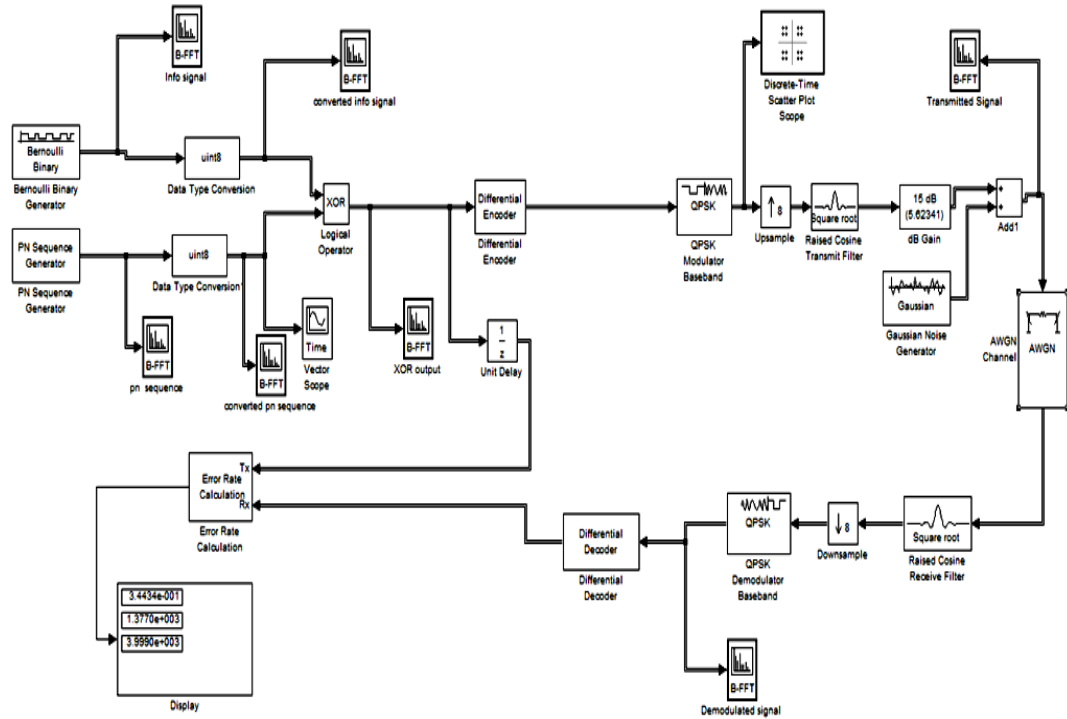 B-FFT
Info signal
B-FFT
converted info signal
Discrete-Time
Scatter Plot
Scope
B-FFT
Transmitted Signal
Bernoulli
Binary
Bernoulli Binary
Generator
uint8
Data Type Conversion
XOR
Logical
Operator
Differential
Encoder
Differential
Encoder
QPSK
QPSK
Modulator
Baseband
8
Upsample
Square root
Raised Cosine
Transmit Filter
15 dB
(5.62341)
dB Gain
+
+
Add1
PN Sequence
Generator
PN Sequence
Generator
uint8
Data Type Conversion1
Gaussian
Gaussian Noise
Generator
AWGN
Channel
AWGN
B-FFT
pn sequence
B-FFT
converted pn sequence
Time
Vector
Scope
B-FFT
XOR output
1
z
Unit Delay
Error Rate
Calculation
Tx
Rx
Error Rate
Calculation
Differential
Decoder
Differential
Decoder
QPSK
QPSK
Demodulator
Baseband
8
Downsample
Square root
Raised Cosine
Receive Filter
3.4434e-001
1.3770e+003
3.9990e+003
Display
B-FFT
Demodulated signal